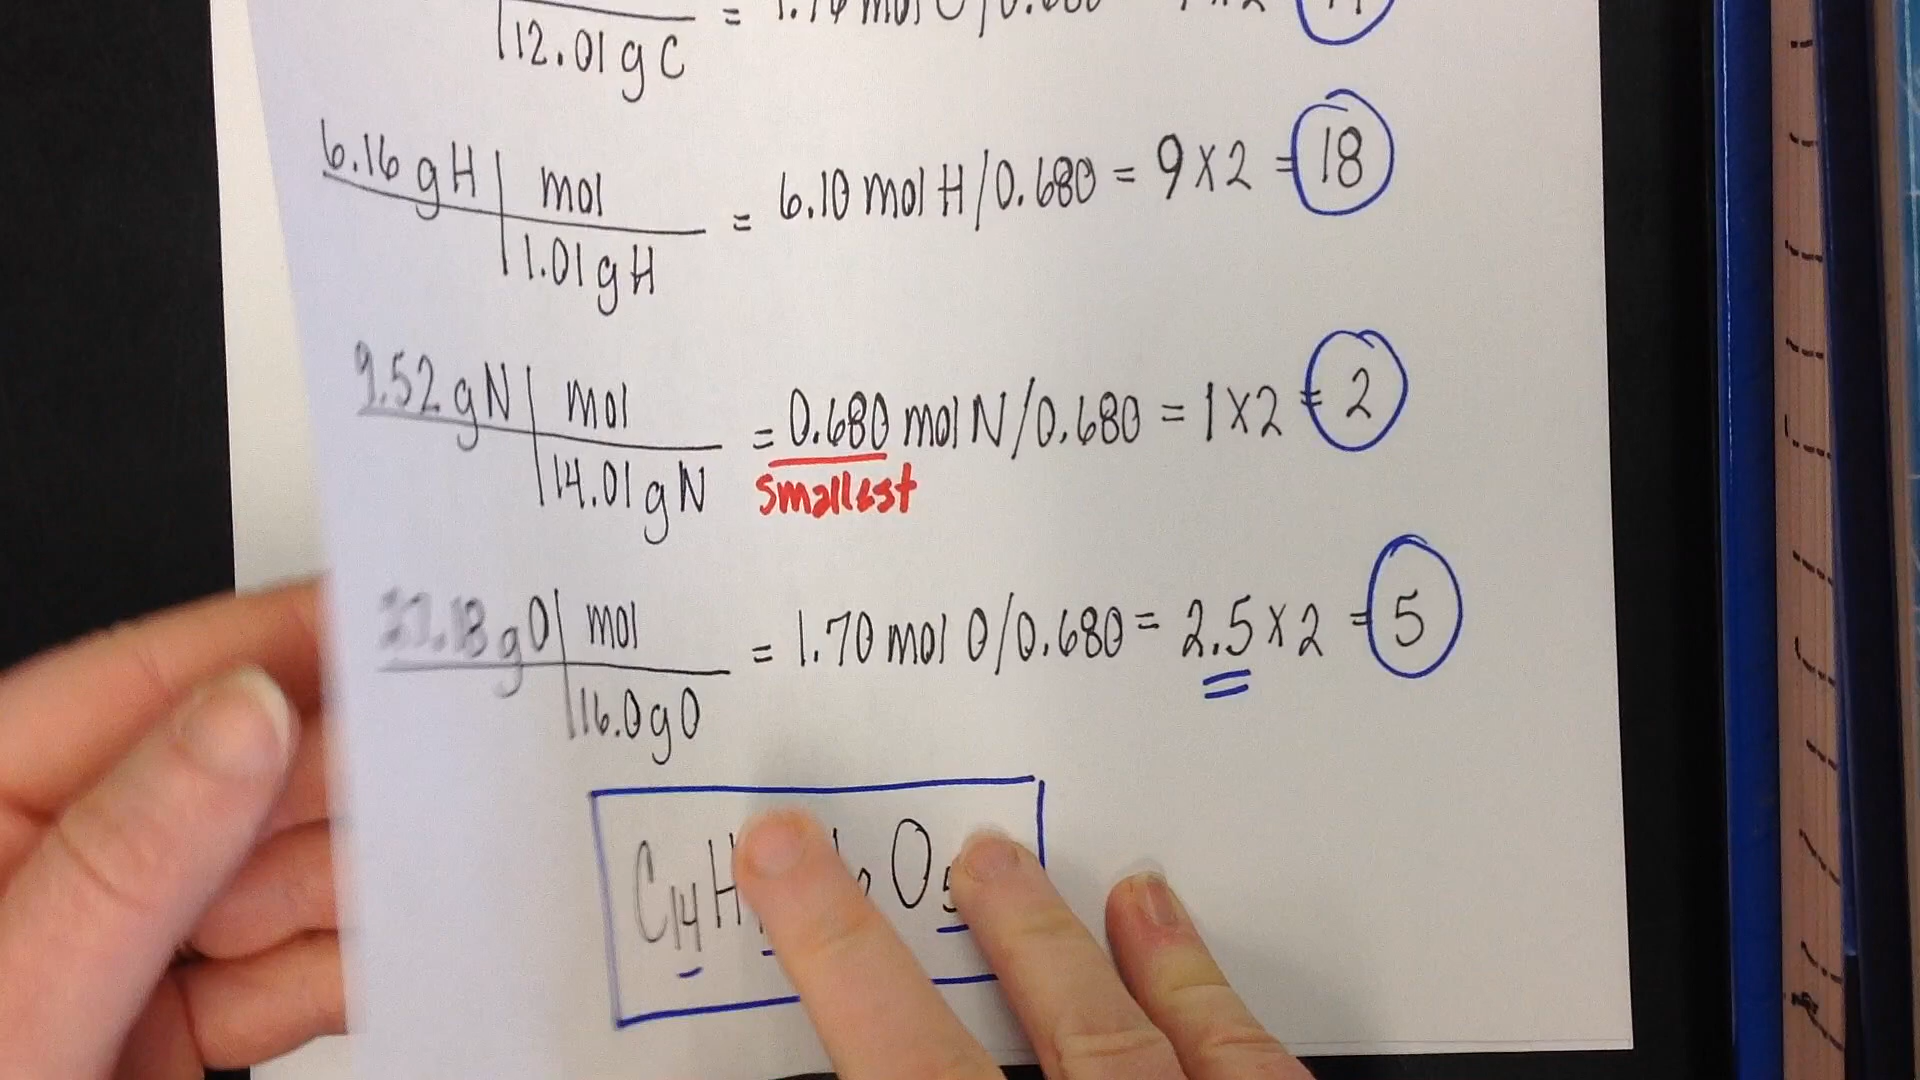 12.01 g C
6.16 g H | mol = 6.10 mol H/0.680 = 9 X 2 = 18
1.01 g H
9.52 g N | mol = 0.680 mol N/0.680 = 1 X 2 = 2
14.01 g N
smallest
g O | mol = 1.70 mol O/0.680 = 2.5 X 2 = 5
16.0 g O
C14 H O5